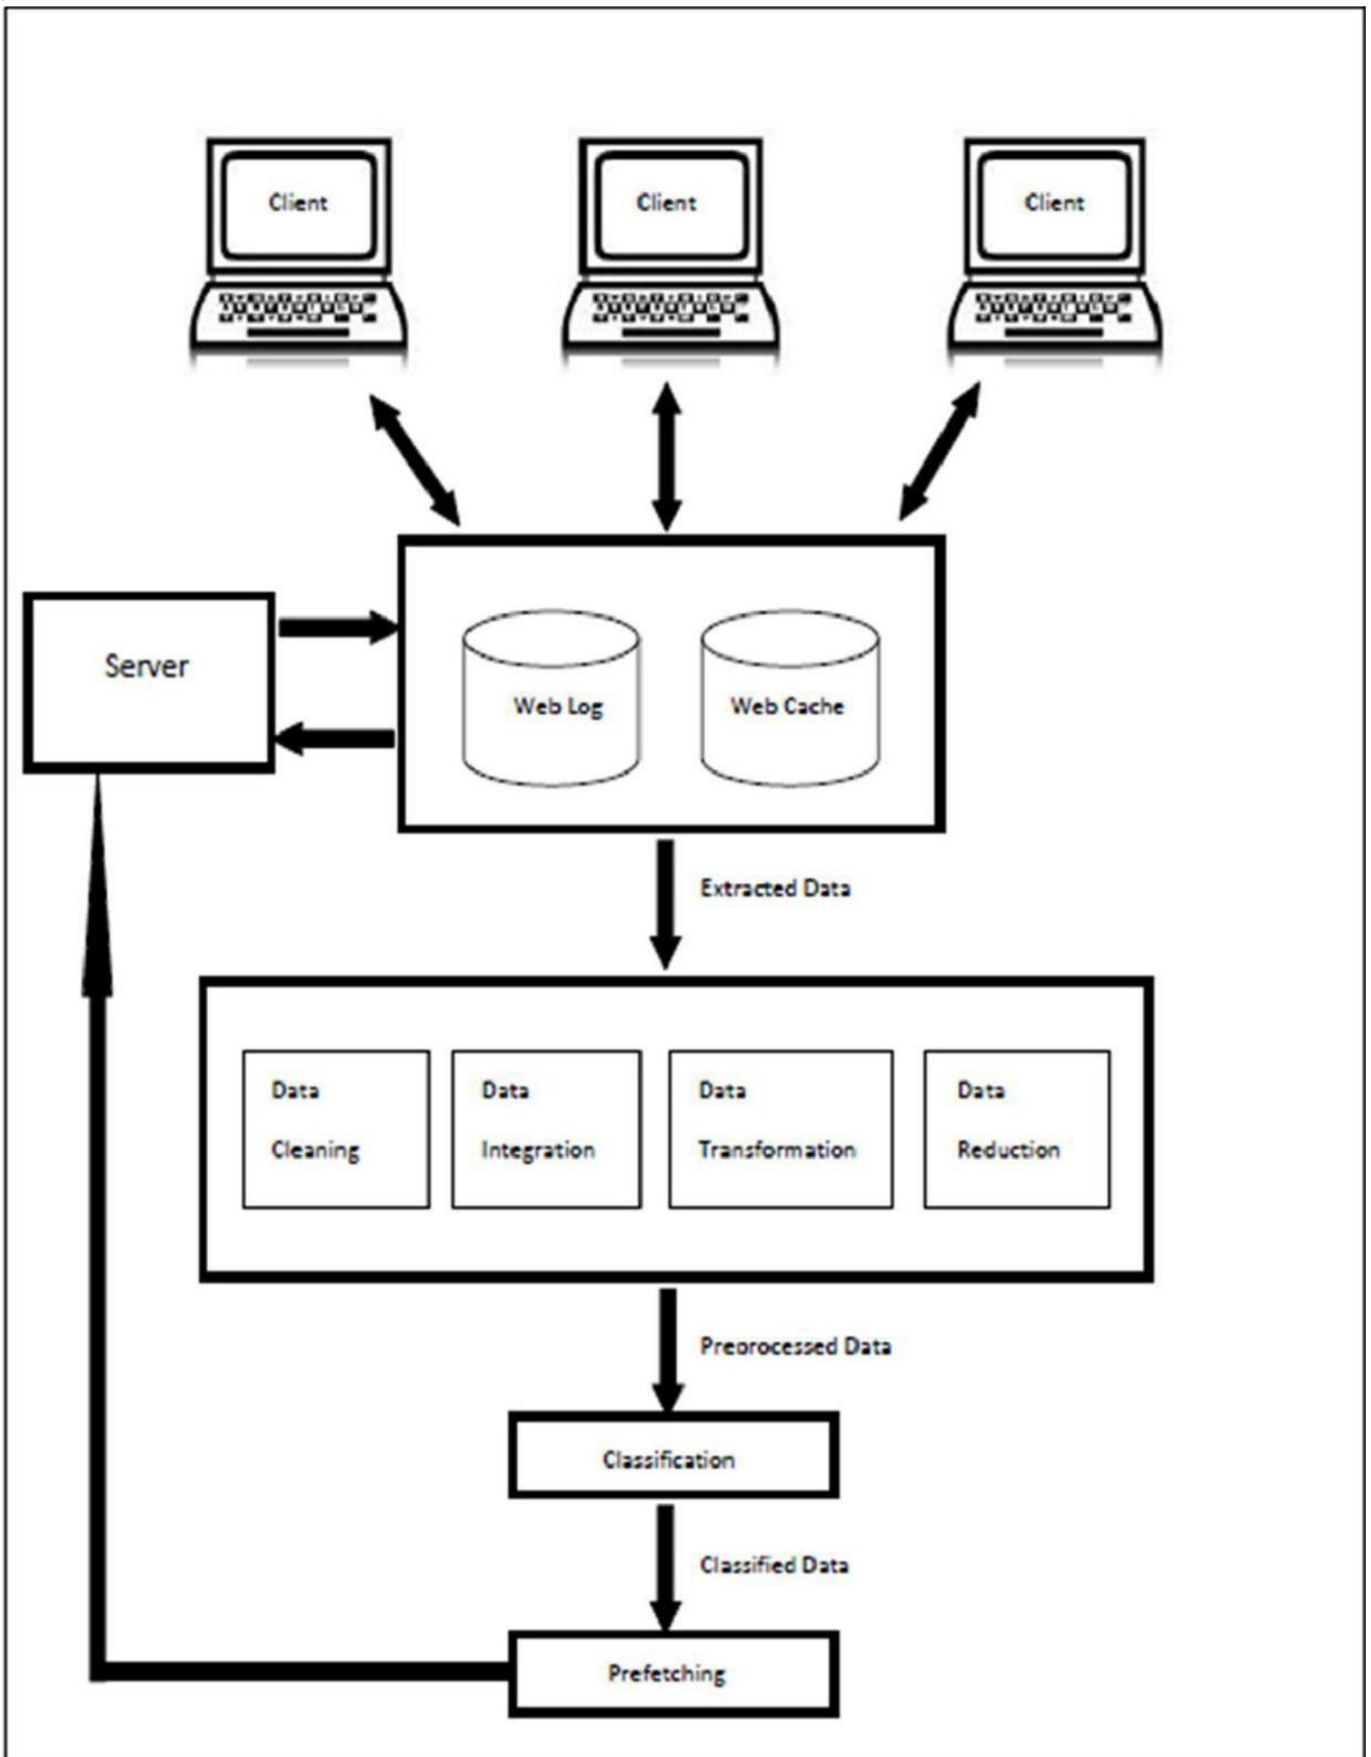 Client
Client
Client
Server
Web Log
Web Cache
Extracted Data
Data
Cleaning
Data
Integration
Data
Transformation
Data
Reduction
Preorocessed Data
Classification
Classified Data
Prefetching